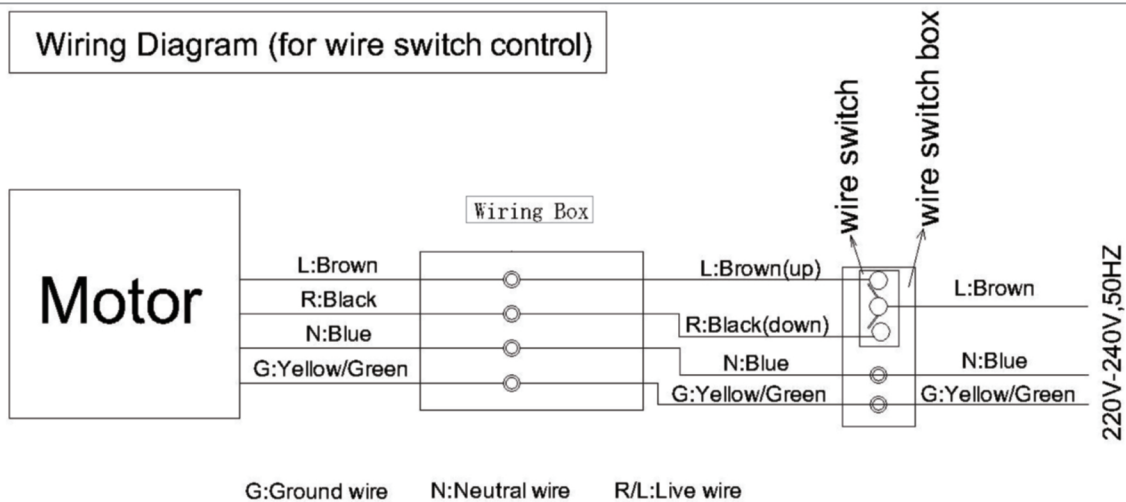 Wiring Diagram (for wire switch control)
wire switch
wire switch box
Wiring Box
Motor
L:Brown
R:Black
N:Blue
G:Yellow/Green
L:Brown(up)
R:Black(down)
N:Blue
G:Yellow/Green
L:Brown
N:Blue
G:Yellow/Green
220V-240V,50HZ
G:Ground wire N:Neutral wire R/L:Live wire